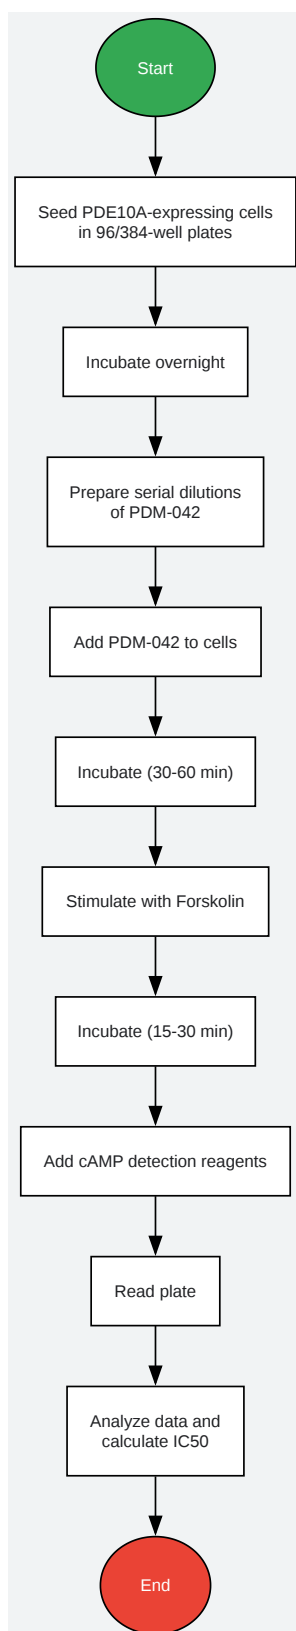 Start
Seed PDE10A-expressing cells
in 96/384-well plates
Incubate overnight
Prepare serial dilutions
of PDM-042
Add PDM-042 to cells
Incubate (30-60 min)
Stimulate with Forskolin
Incubate (15-30 min)
Add cAMP detection reagents
Read plate
Analyze data and
calculate IC50
End